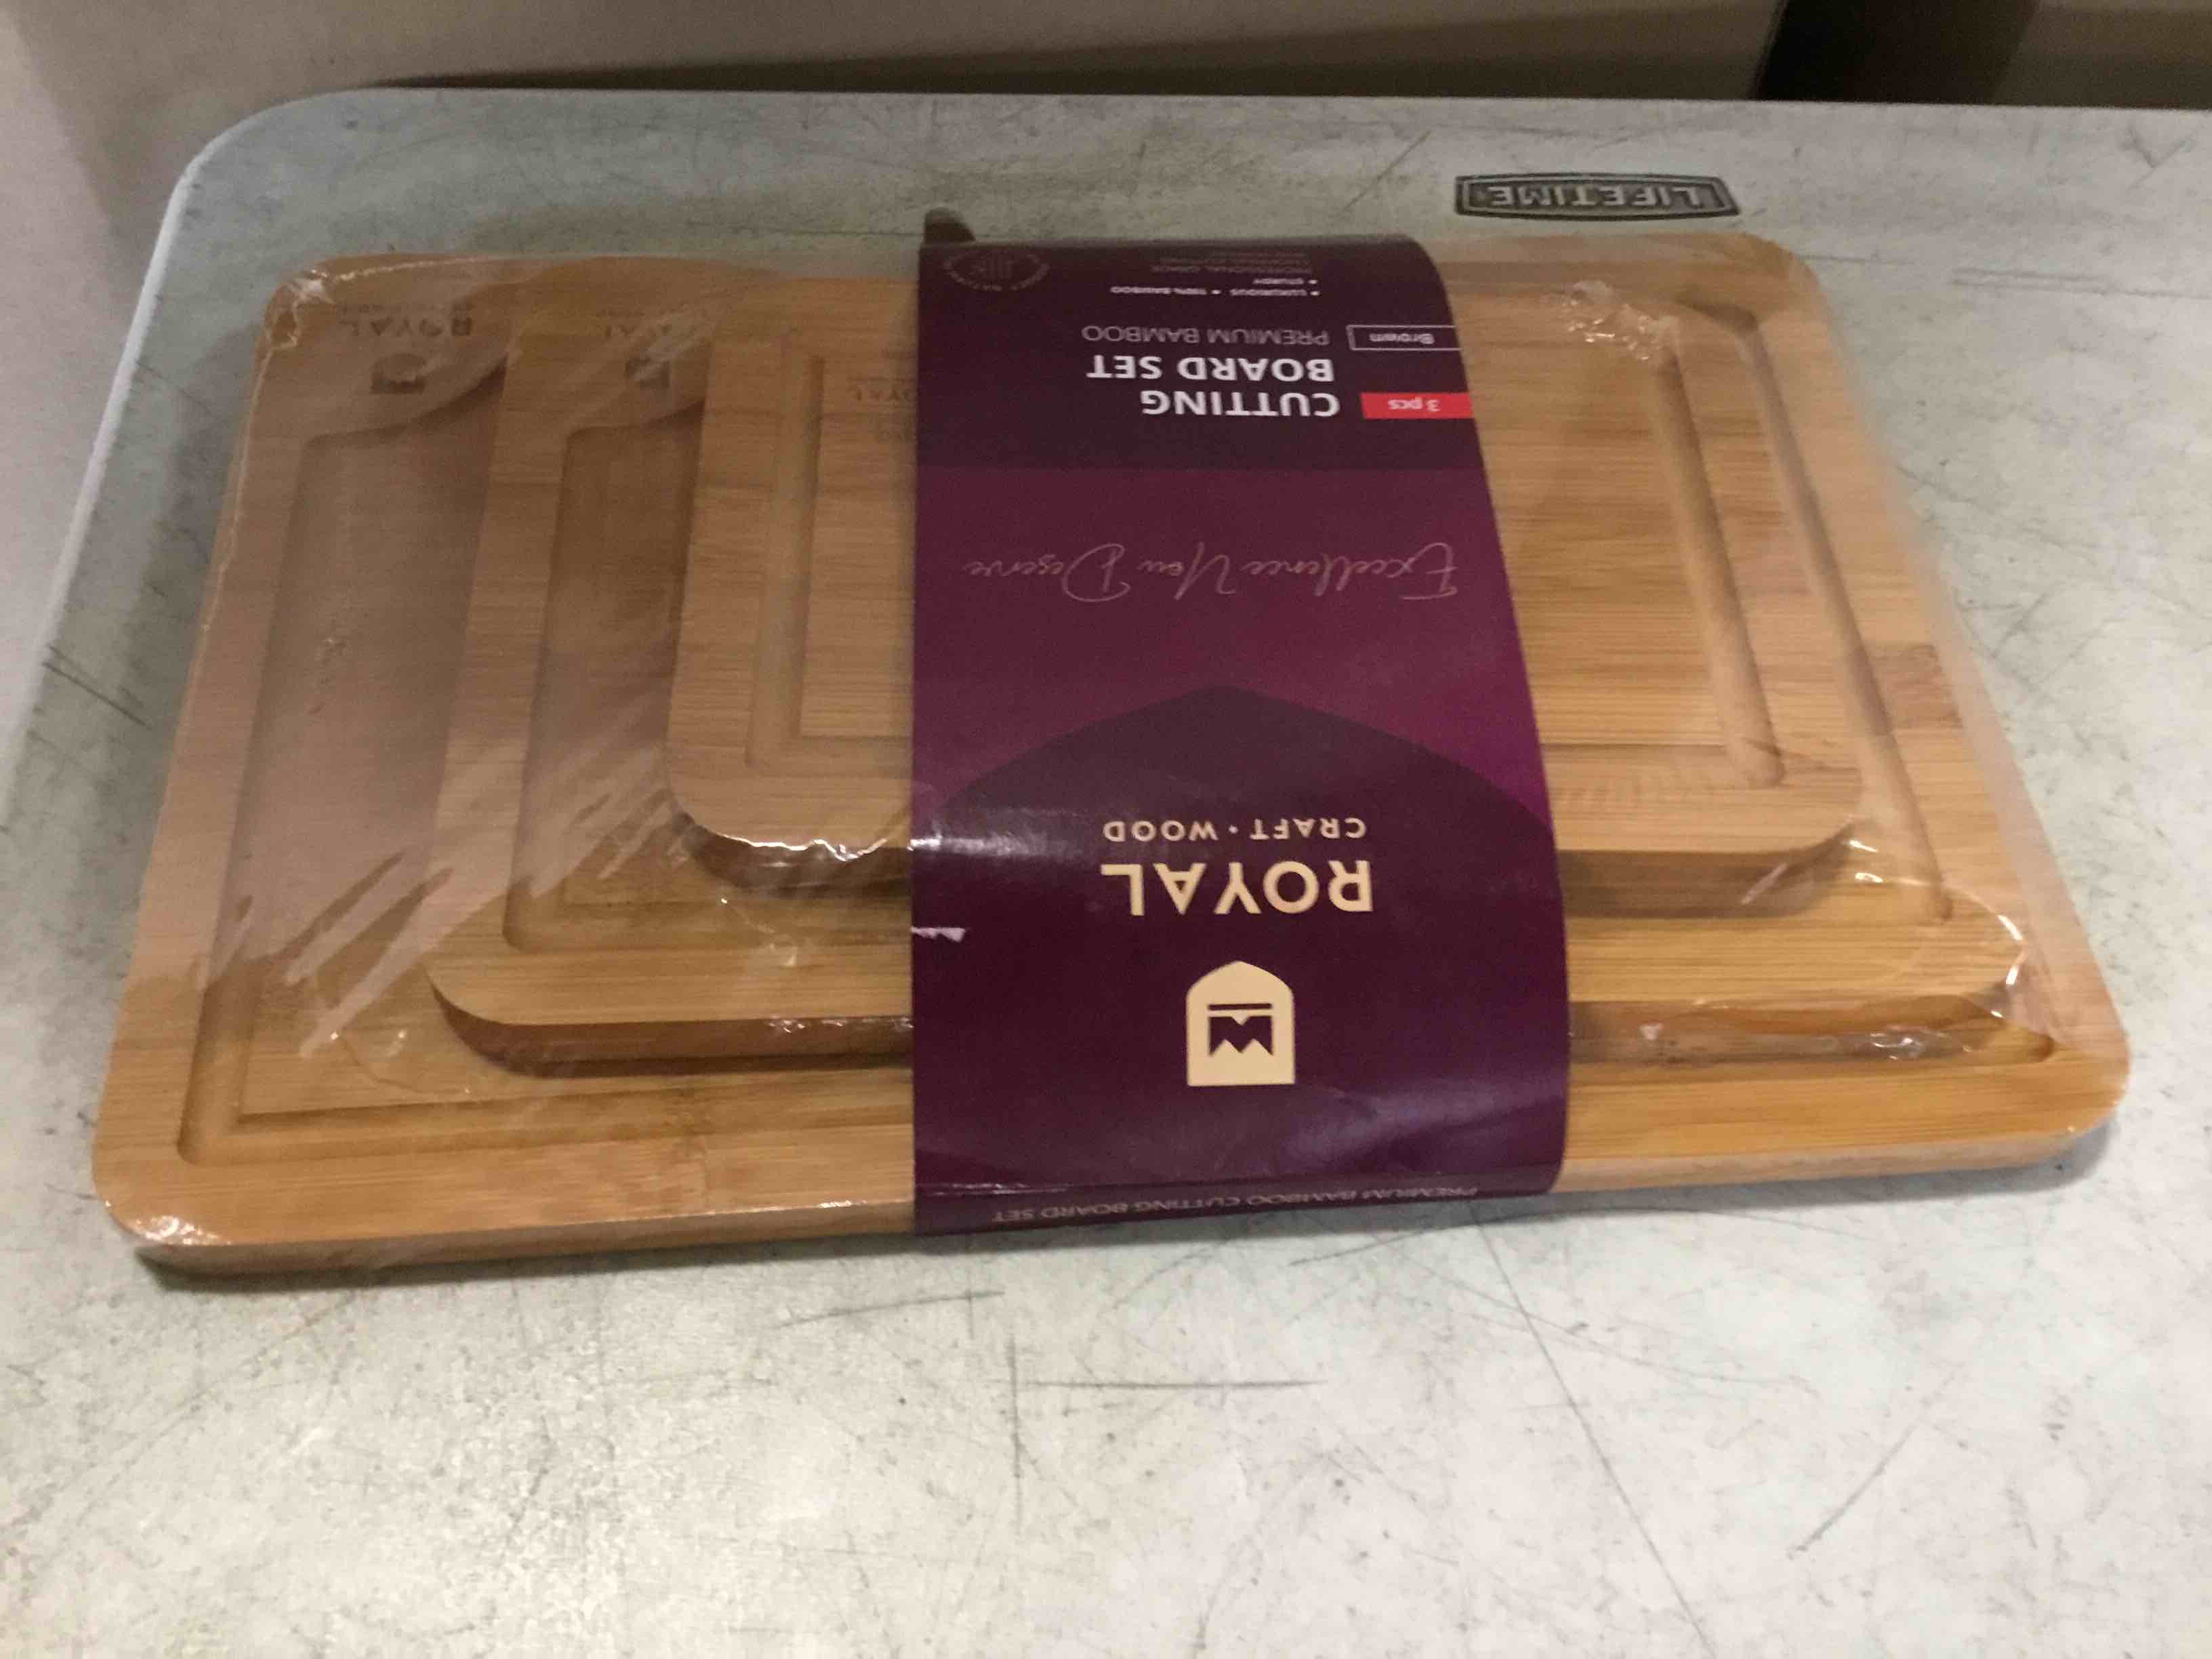 LIFETIME
PREMIUM BAMBOO CUTTING BOARD SET
ROYAL
CRAFT • WOOD
Excellence You Deserve
3 pcs
CUTTING
BOARD SET
Brown
PREMIUM BAMBOO
• LUXURIOUS • 100% BAMBOO
• STURDY
ROYAL
ROYAL